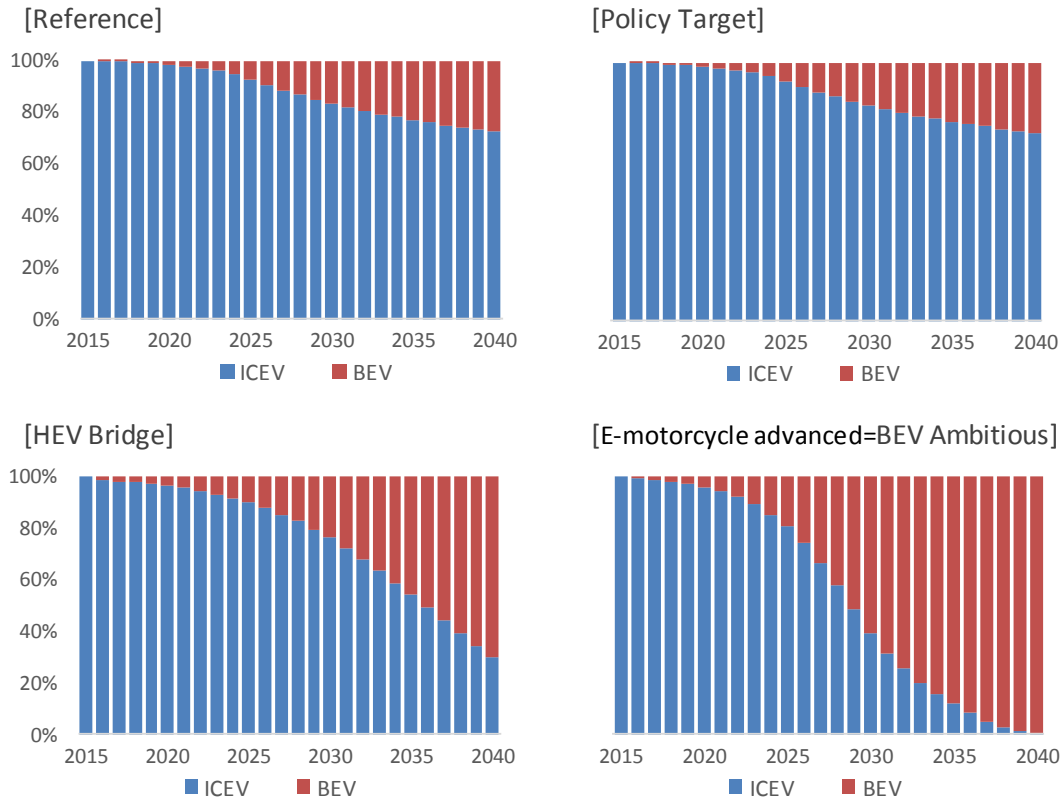 [Reference]
100%
80%
60%
40%
20%
0%
2015 2020 2025 2030 2035 2040
ICEV BEV
[Policy Target]
2015 2020 2025 2030 2035 2040
ICEV BEV
[HEV Bridge]
100%
80%
60%
40%
20%
0%
2015 2020 2025 2030 2035 2040
ICEV BEV
[E-motorcycle advanced=BEV Ambitious]
2015 2020 2025 2030 2035 2040
ICEV BEV